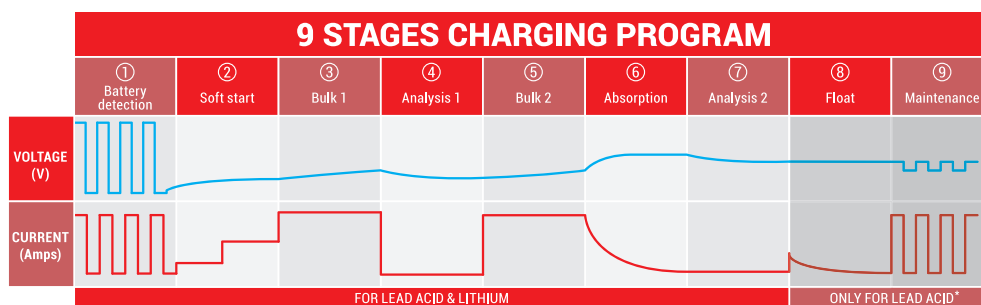 9 STAGES CHARGING PROGRAM
① ② ③ ④ ⑤ ⑥ ⑦ ⑧ ⑨
Battery
detection
Soft start
Bulk 1
Analysis 1
Bulk 2
Absorption
Analysis 2
Float
Maintenance
VOLTAGE
(V)
CURRENT
(Amps)
FOR LEAD ACID & LITHIUM
ONLY FOR LEAD ACID*